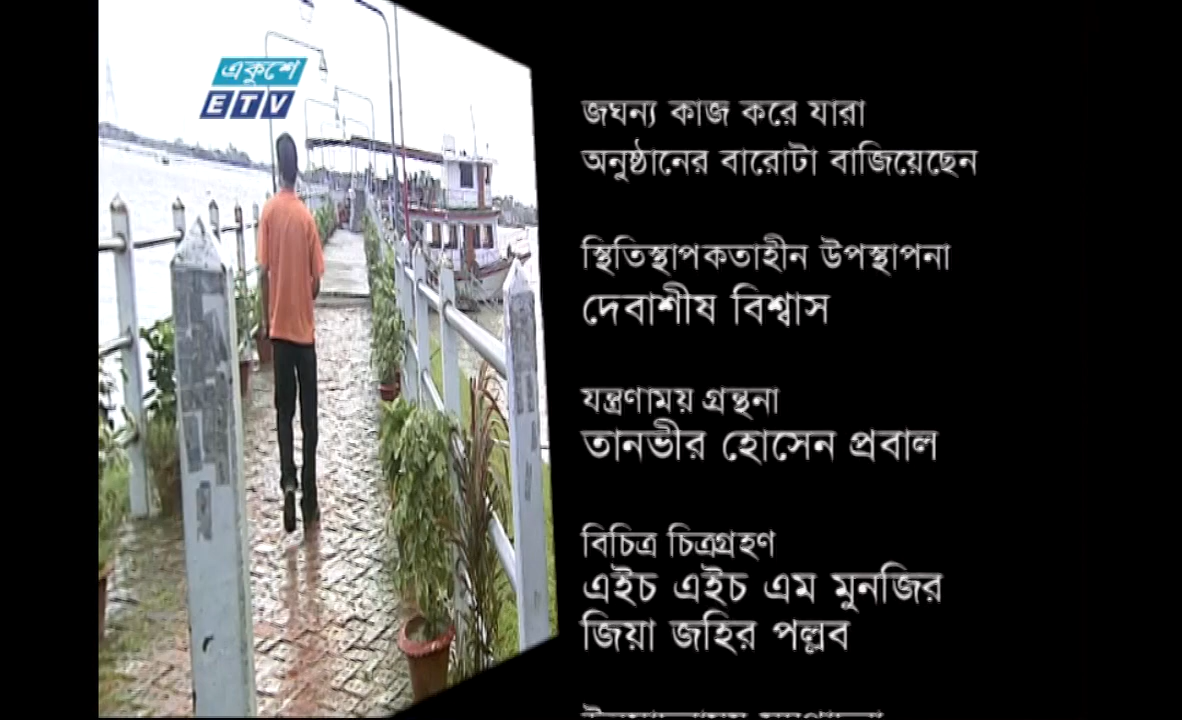 একুশে
ETV
জঘন্য কাজ করে যারা
অনুষ্ঠানের বারোটা বাজিয়েছেন
স্থিতিস্থাপকতাহীন উপস্থাপনা
দেবাশীষ বিশ্বাস
যন্ত্রণাময় গ্রন্থনা
তানভীর হোসেন প্রবাল
বিচিত্র চিত্রগ্রহণ
এইচ এইচ এম মুনজির
জিয়া জহির পল্লব